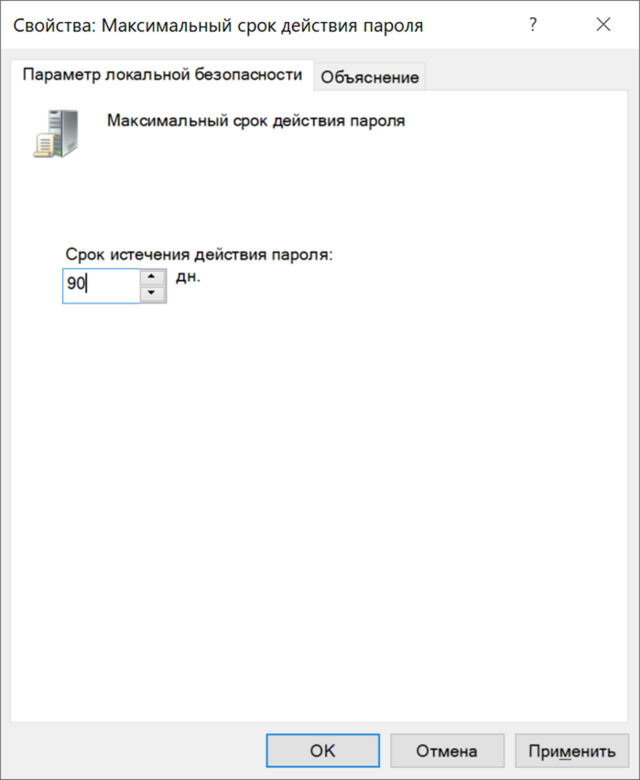 Свойства: Максимальный срок действия пароля
?
Параметр локальной безопасности
Объяснение
Максимальный срок действия пароля
Срок истечения действия пароля:
90
дн.
OK
Отмена
Применить